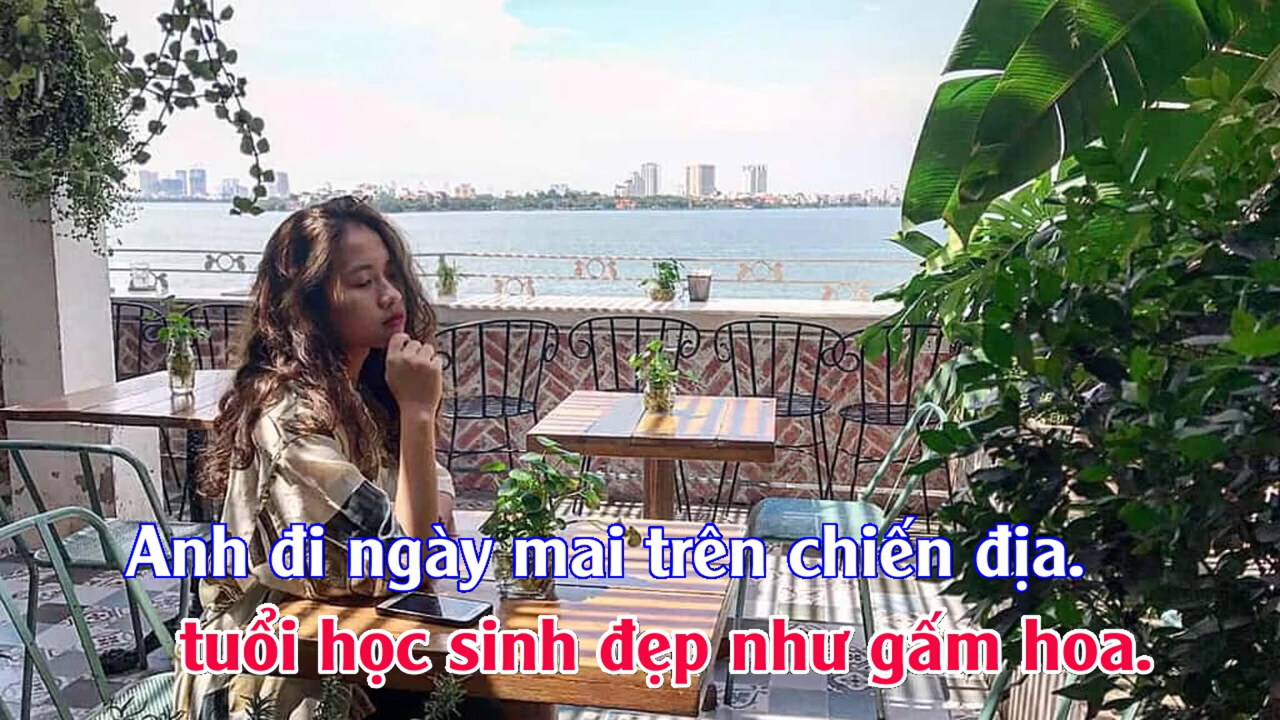 Anh đi ngày mai trên chiến địa.
tuổi học sinh đẹp như gấm hoa.